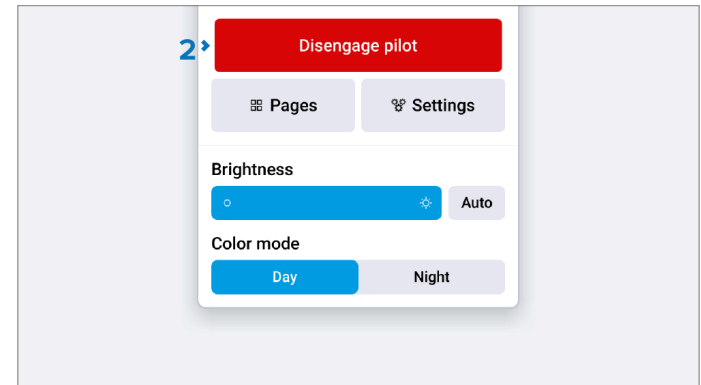 2
Disengage pilot
Pages Settings
Brightness
Auto
Color mode
Day Night